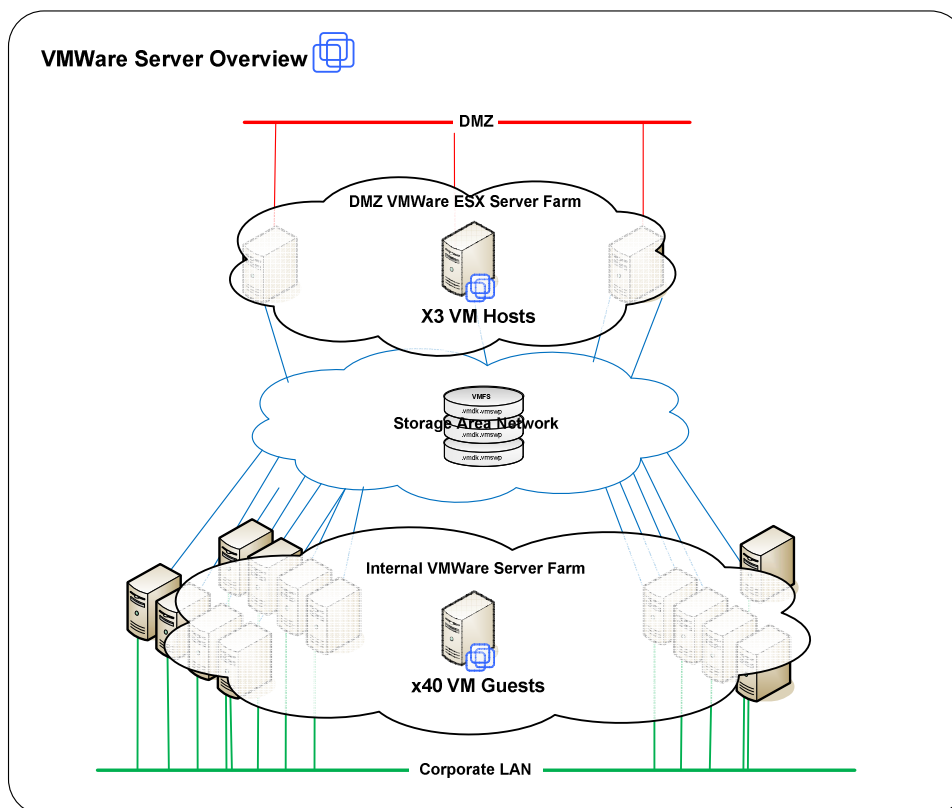 VMWare Server Overview
DMZ
DMZ VMWare ESX Server Farm
X3 VM Hosts
VMFS
.vmdk.vmswp
Storage Area Network
.vmdk.vmswp
.vmdk.vmswp
Internal VMWare Server Farm
x40 VM Guests
Corporate LAN